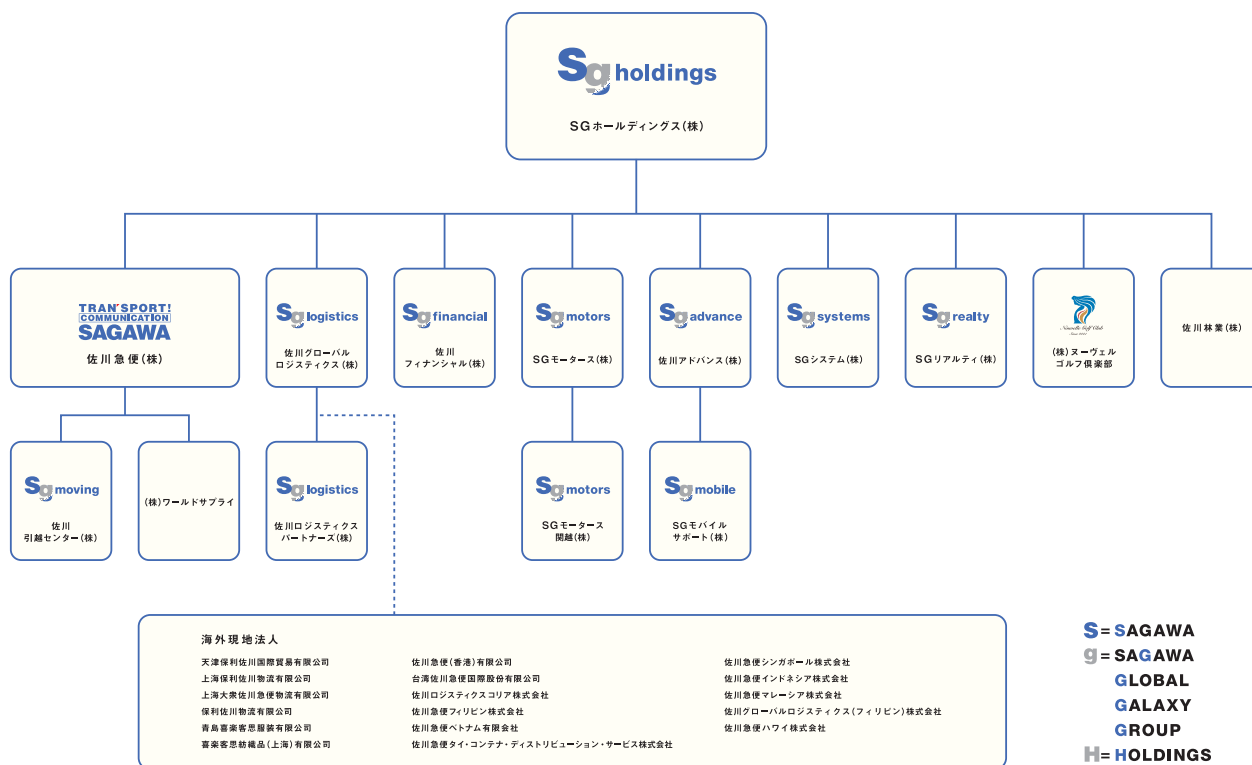 Sg holdings
SGホールディングス(株)
TRANSPORT!
COMMUNICATION
SAGAWA
佐川急便(株)
Sg logistics
佐川グローバル
ロジスティクス(株)
Sg financial
佐川
フィナンシャル(株)
Sg motors
SGモータース(株)
Sg advance
佐川アドバンス(株)
Sg systems
SGシステム(株)
Sg realty
SGリアルティ(株)
Nouvelle Golf Club
(株)ヌーヴェル
ゴルフ倶楽部
佐川林業(株)
Sg moving
佐川
引越センター(株)
(株)ワールドサプライ
Sg logistics
佐川ロジスティクス
パートナーズ(株)
Sg motors
SGモータース
関越(株)
Sg mobile
SGモバイル
サポート(株)
海外現地法人
天津保利佐川国際貿易有限公司
上海保利佐川物流有限公司
上海大衆佐川急便物流有限公司
保利佐川物流有限公司
青島喜楽客思服装有限公司
喜楽客思紡織品(上海)有限公司
佐川急便(香港)有限公司
台湾佐川急便国際股份有限公司
佐川ロジスティクスコリア株式会社
佐川急便フィリピン株式会社
佐川急便ベトナム有限会社
佐川急便タイ・コンテナ・ディストリビューション・サービス株式会社
佐川急便シンガポール株式会社
佐川急便インドネシア株式会社
佐川急便マレーシア株式会社
佐川グローバルロジスティクス(フィリピン)株式会社
佐川急便ハワイ株式会社
S=SAGAWA
g=SAGAWA
GLOBAL
GALAXY
GROUP
H=HOLDINGS